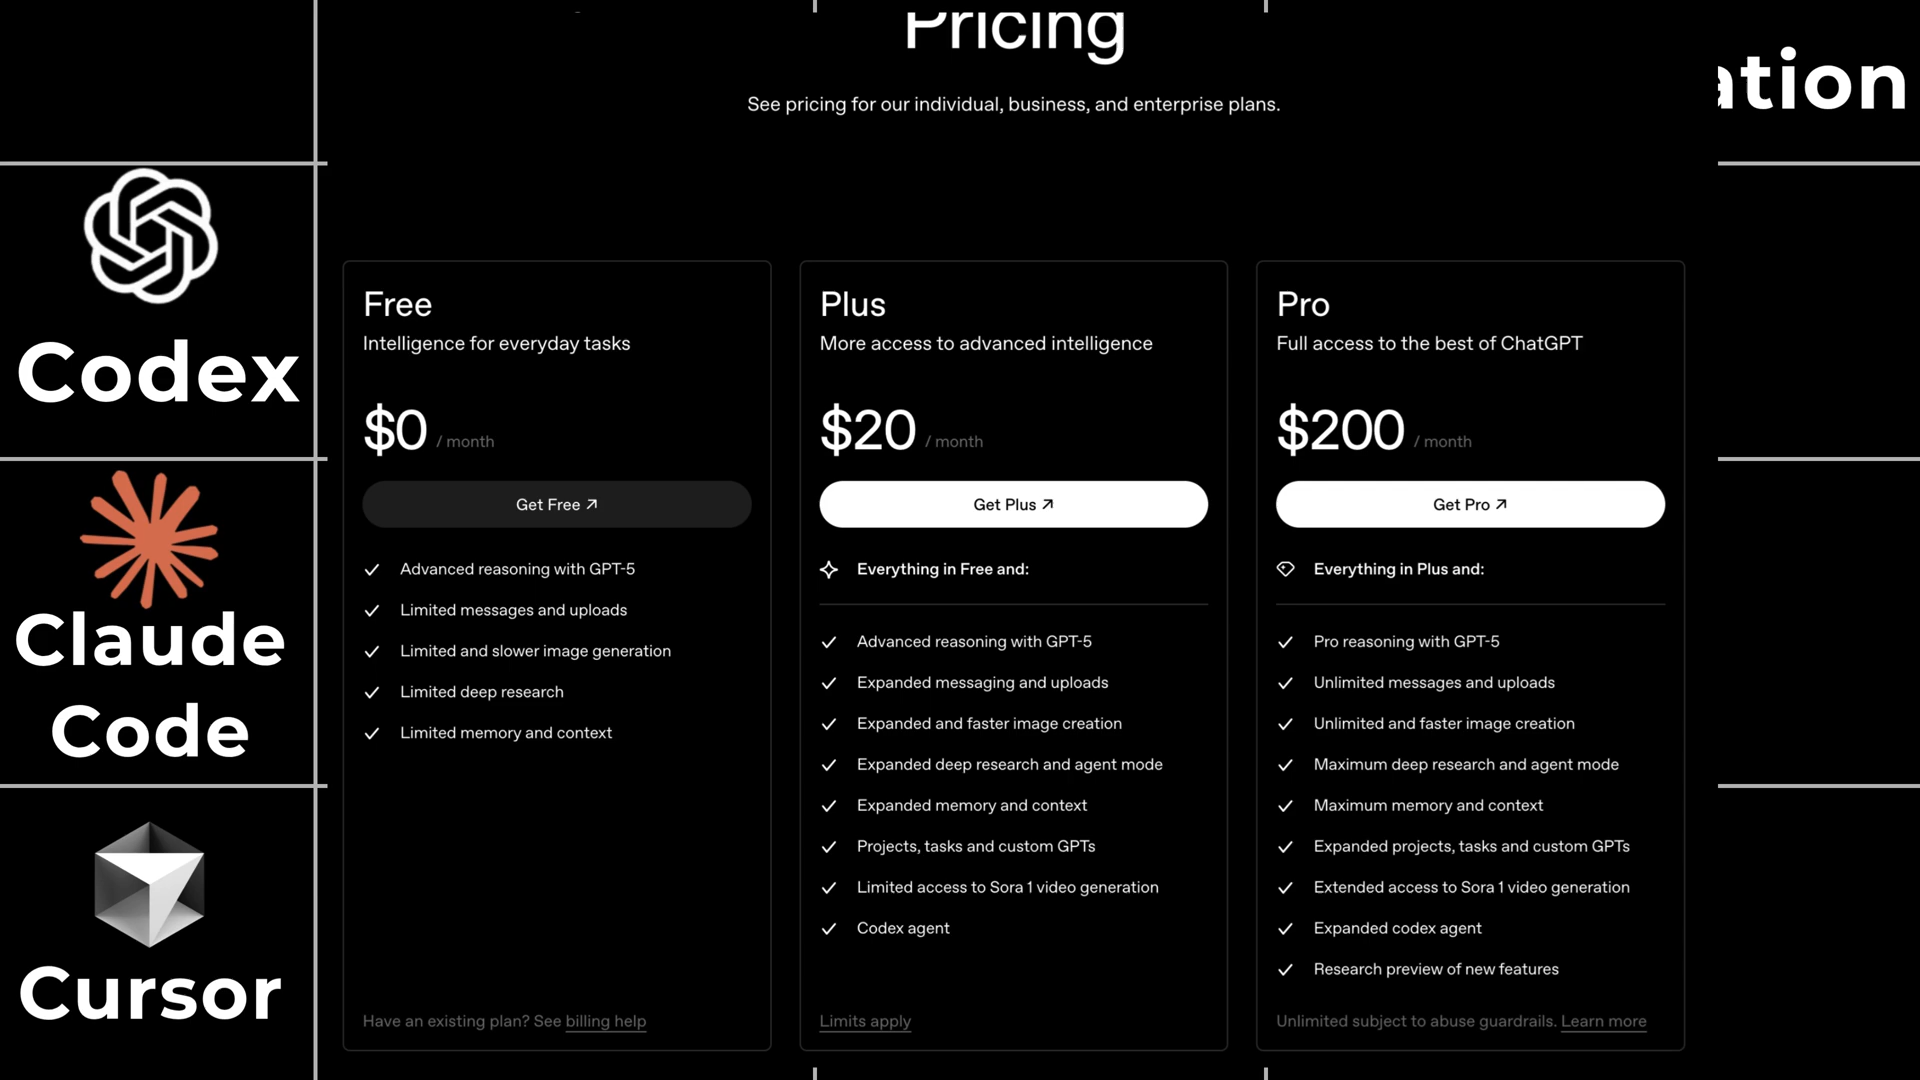 Pricing
See pricing for our individual, business, and enterprise plans.
ation
Codex
Claude
Code
Cursor
Free
Intelligence for everyday tasks
$0 / month
Get Free ↗
Advanced reasoning with GPT-5
Limited messages and uploads
Limited and slower image generation
Limited deep research
Limited memory and context
Have an existing plan? See billing help
Plus
More access to advanced intelligence
$20 / month
Get Plus ↗
Everything in Free and:
Advanced reasoning with GPT-5
Expanded messaging and uploads
Expanded and faster image creation
Expanded deep research and agent mode
Expanded memory and context
Projects, tasks and custom GPTs
Limited access to Sora 1 video generation
Codex agent
Limits apply
Pro
Full access to the best of ChatGPT
$200 / month
Get Pro ↗
Everything in Plus and:
Pro reasoning with GPT-5
Unlimited messages and uploads
Unlimited and faster image creation
Maximum deep research and agent mode
Maximum memory and context
Expanded projects, tasks and custom GPTs
Extended access to Sora 1 video generation
Expanded codex agent
Research preview of new features
Unlimited subject to abuse guardrails. Learn more